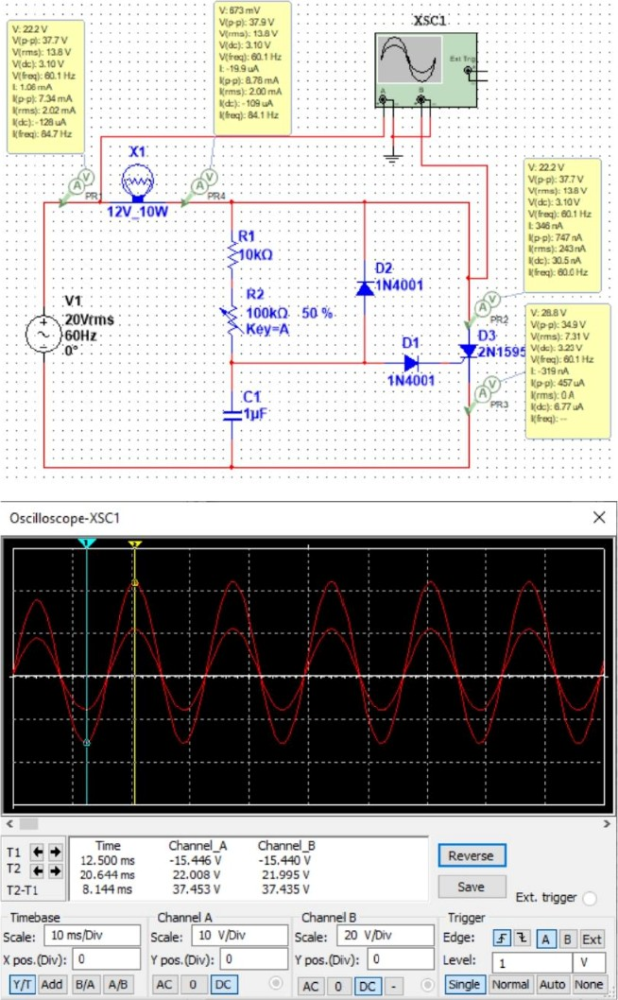 V: 22.2 V
V(p-p): 37.7 V
V(rms): 13.8 V
V(dc): 3.10 V
V(freq): 60.1 Hz
I: 1.06 mA
I(p-p): 7.34 mA
I(rms): 2.02 mA
I(dc): -128 uA
I(freq): 84.7 Hz
V: 673 mV
V(p-p): 37.9 V
V(rms): 13.8 V
V(dc): 3.10 V
V(freq): 60.1 Hz
I: -19.9 uA
I(p-p): 8.78 mA
I(rms): 2.00 mA
I(dc): -109 uA
I(freq): 84.1 Hz
XSC1
Ext Trig
A B
X1
A V
PR1
A V
PR4
12V_10W
V: 22.2 V
V(p-p): 37.7 V
V(rms): 13.8 V
V(dc): 3.10 V
V(freq): 60.1 Hz
I: 346 nA
I(p-p): 747 nA
I(rms): 243 nA
I(dc): 30.5 nA
I(freq): 60.0 Hz
R1
10kΩ
D2
1N4001
R2
100kΩ 50 %
Key=A
V1
20Vrms
60Hz
0°
A V
PR2
D3
2N1595
D1
1N4001
V: 28.8 V
V(p-p): 34.9 V
V(rms): 7.31 V
V(dc): 3.23 V
V(freq): 60.1 Hz
I: -319 nA
I(p-p): 457 uA
I(rms): 0 A
I(dc): 6.77 uA
I(freq): --
A V
PR3
C1
1µF
Oscilloscope-XSC1
1 2
T1
T2
T2-T1
Time Channel_A Channel_B
12.500 ms -15.446 V -15.440 V
20.644 ms 22.008 V 21.995 V
8.144 ms 37.453 V 37.435 V
Reverse
Save
Ext. trigger
Timebase
Scale: 10 ms/Div
X pos.(Div): 0
Y/T Add B/A A/B
Channel A
Scale: 10 V/Div
Y pos.(Div): 0
AC 0 DC
Channel B
Scale: 20 V/Div
Y pos.(Div): 0
AC 0 DC -
Trigger
Edge: A B Ext
Level: 1 V
Single Normal Auto None